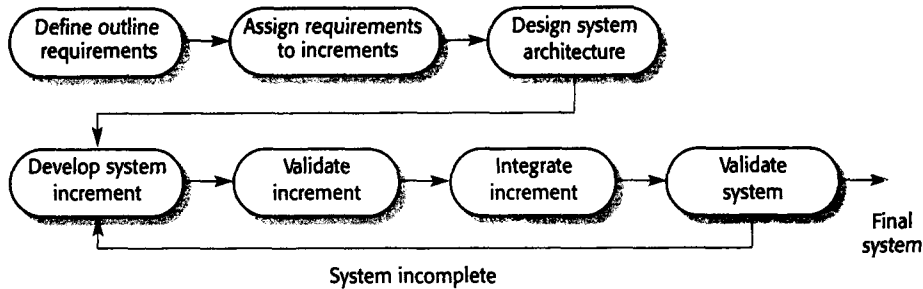 Define outline
requirements
Assign requirements
to increments
Design system
architecture
Develop system
increment
Validate
increment
Integrate
increment
Validate
system
Final
system
System incomplete